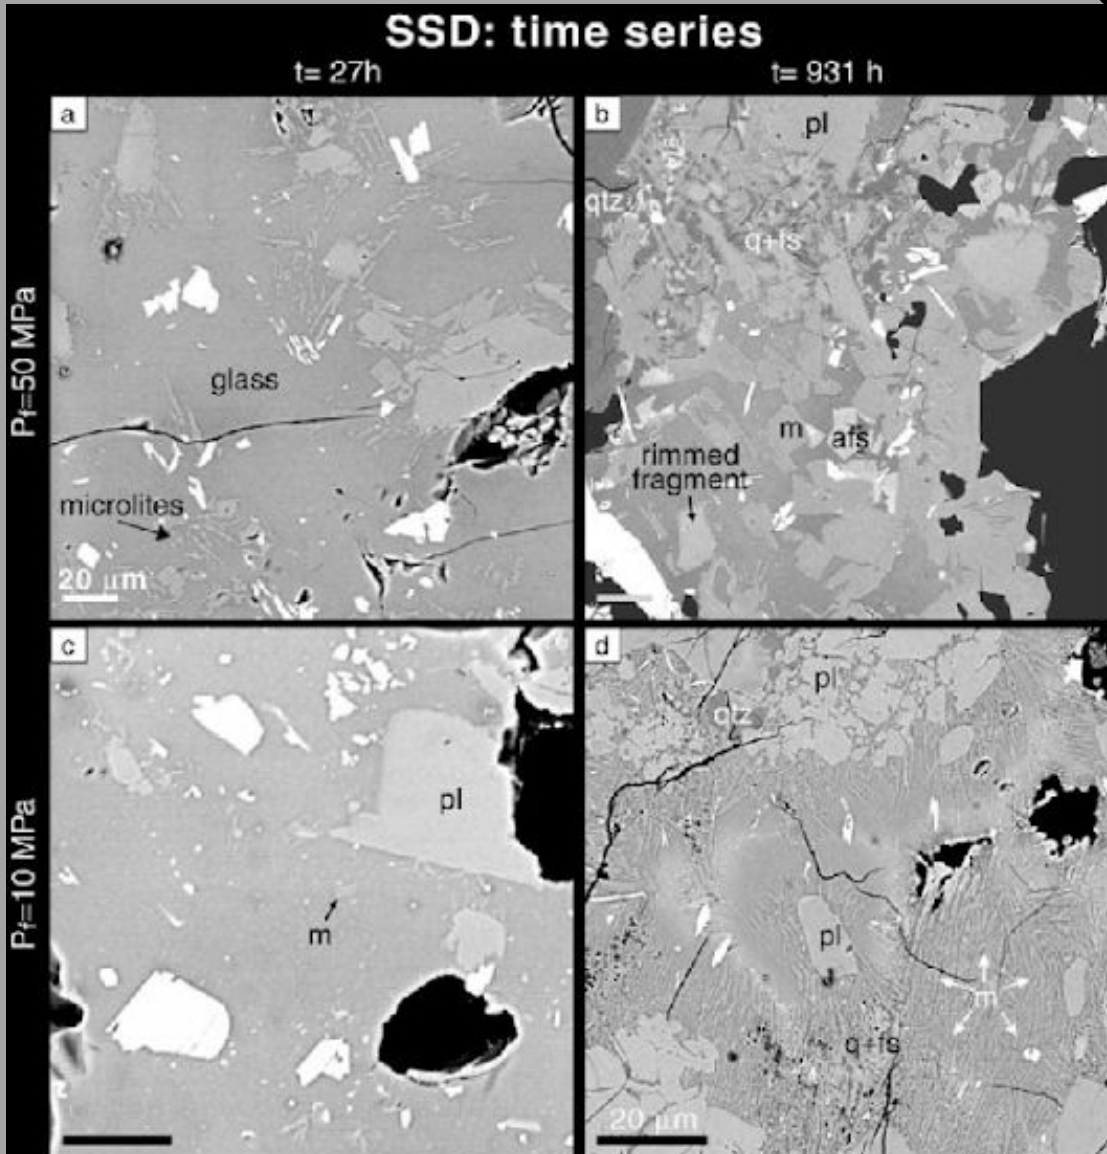 SSD: time series
t= 27h
t= 931 h
Pf=50 MPa
a
glass
microlites
20 µm
b
pl
qtz
q+fs
m
afs
rimmed
fragment
Pf=10 MPa
c
pl
m
d
pl
qtz
pl
m
q+fs
20 µm